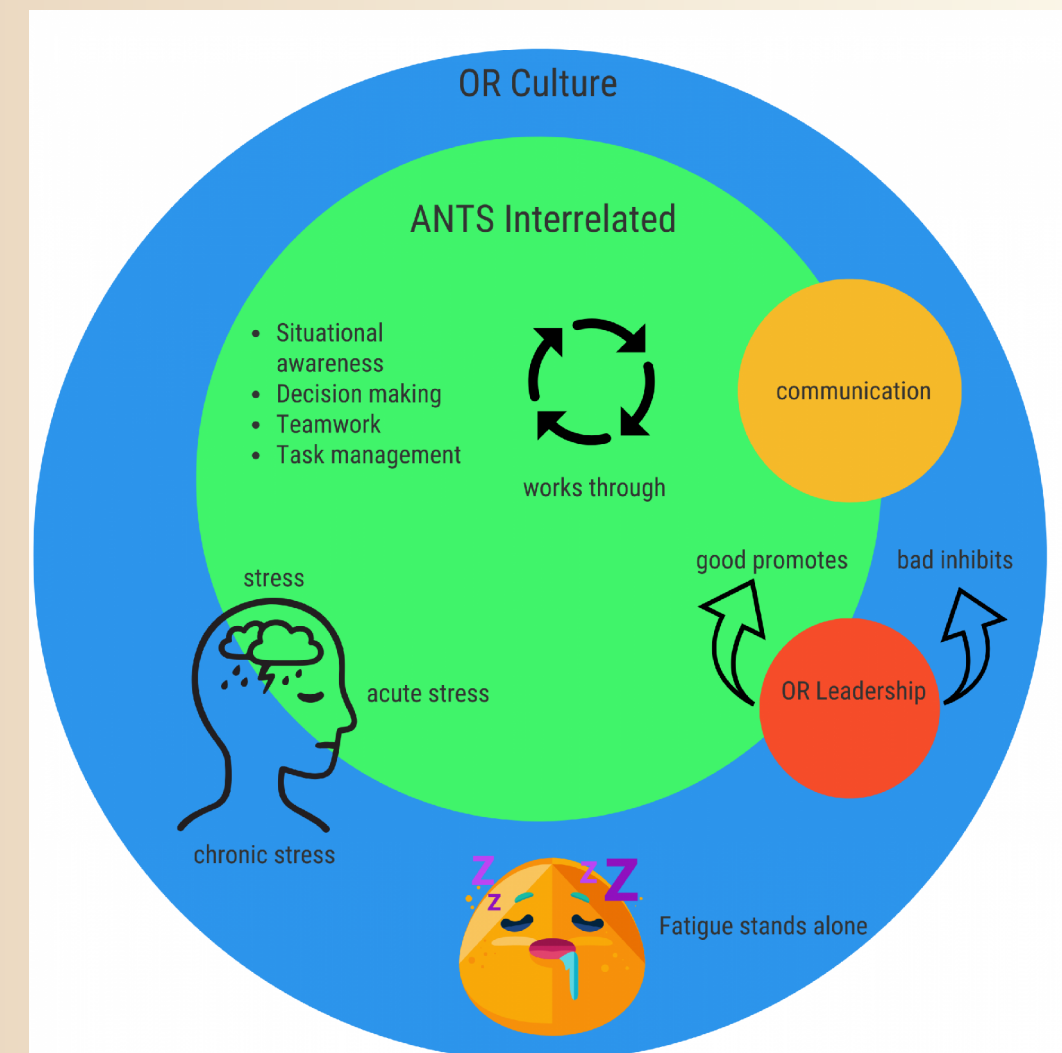 OR Culture
ANTS Interrelated
• Situational
awareness
• Decision making
• Teamwork
• Task management
works through
communication
good promotes
bad inhibits
OR Leadership
stress
acute stress
chronic stress
Z
z
z
Z
Fatigue stands alone